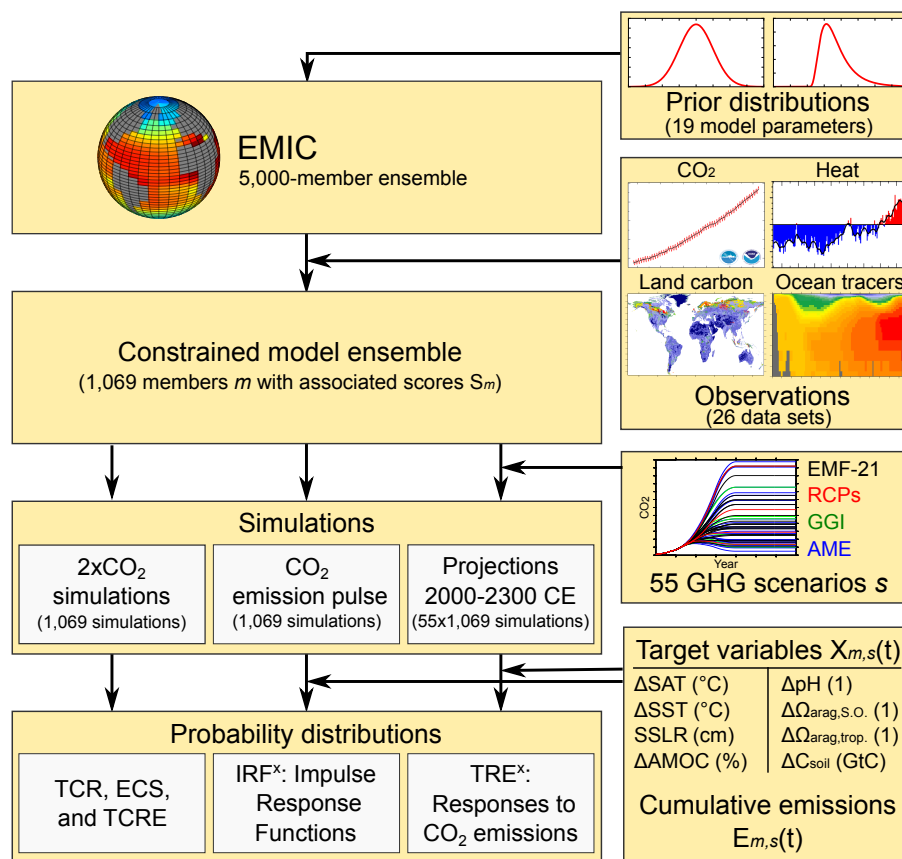 Prior distributions
(19 model parameters)
EMIC
5,000-member ensemble
CO₂
Heat
Land carbon
Ocean tracers
Observations
(26 data sets)
Constrained model ensemble
(1,069 members m with associated scores Sm)
CO2
Year
EMF-21
RCPs
GGI
AME
55 GHG scenarios s
Simulations
2xCO₂
simulations
(1,069 simulations)
CO₂
emission pulse
(1,069 simulations)
Projections
2000-2300 CE
(55x1,069 simulations)
Target variables Xm,s(t)
ΔSAT (°C)
ΔSST (°C)
SSLR (cm)
ΔAMOC (%)
ΔpH (1)
ΔΩarag,S.O. (1)
ΔΩarag,trop. (1)
ΔCsoil (GtC)
Cumulative emissions
Em,s(t)
Probability distributions
TCR, ECS,
and TCRE
IRFˣ: Impulse
Response
Functions
TREˣ:
Responses to
CO₂ emissions